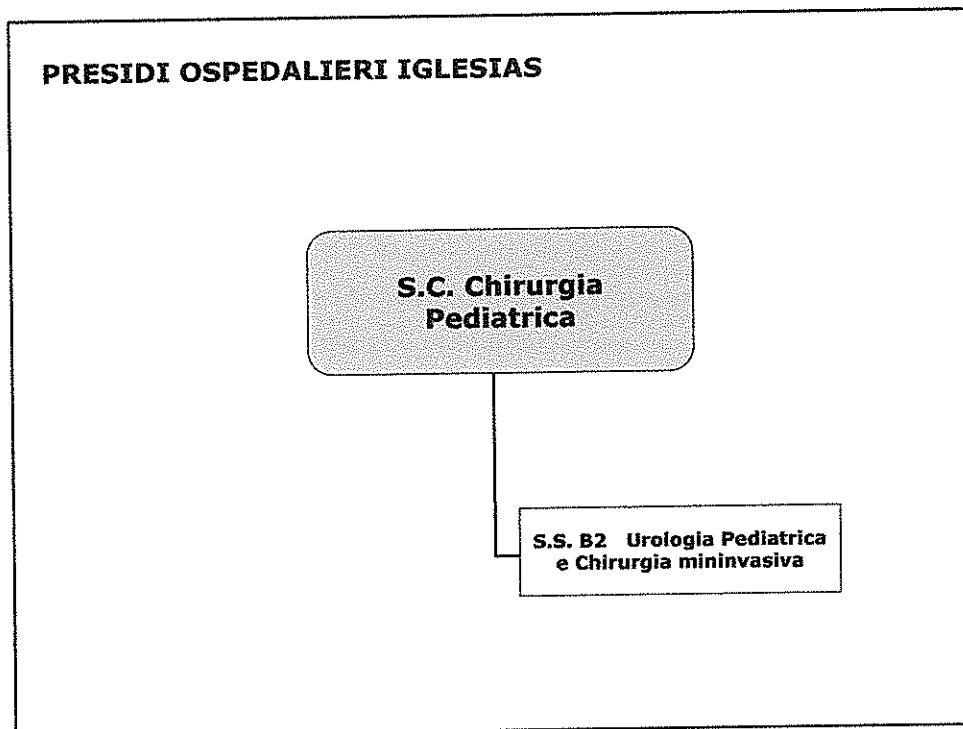 PRESIDI OSPEDALIERI IGLESIAS
S.C. Chirurgia
Pediatrica
S.S. B2 Urologia Pediatrica
e Chirurgia mininvasiva